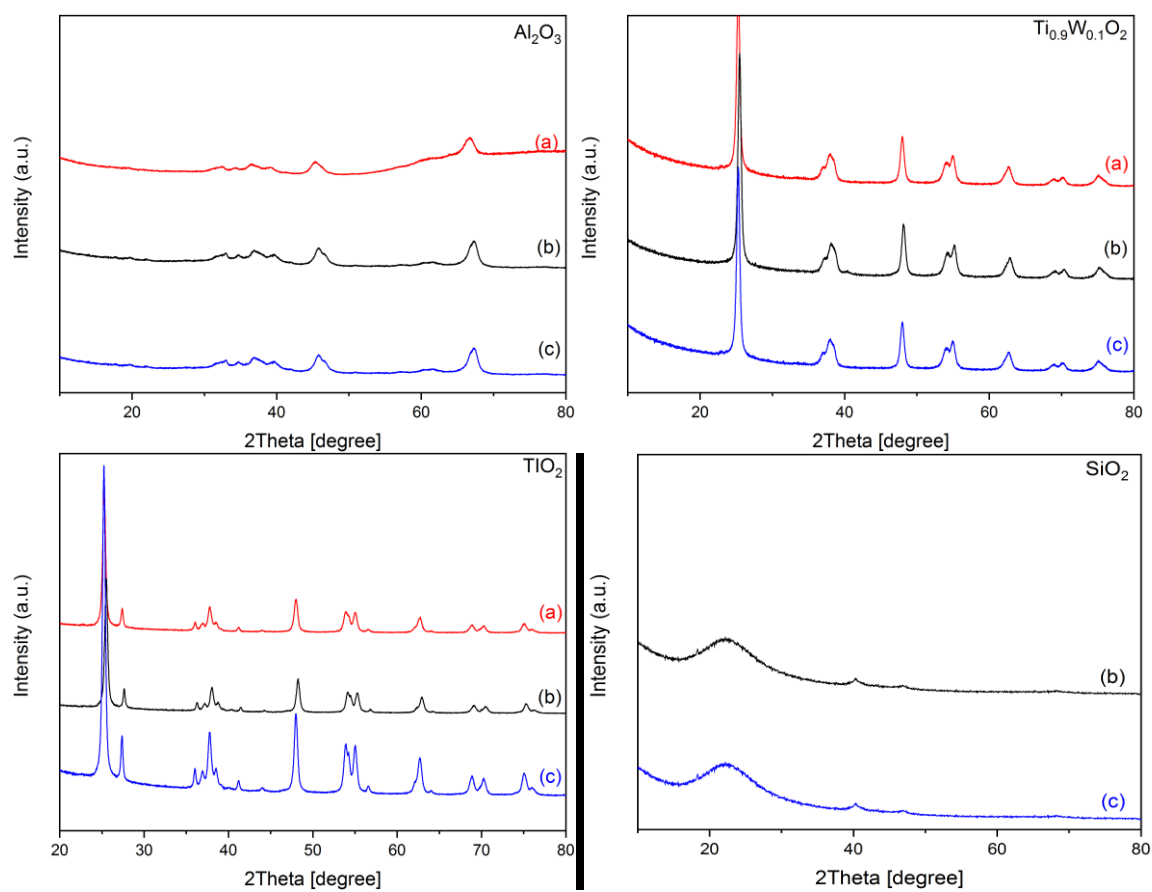 Al₂O₃
Intensity (a.u.)
(a)
(b)
(c)
10 20 40 60 80
2Theta [degree]
Ti₀.₉W₀.₁O₂
Intensity (a.u.)
(a)
(b)
(c)
20 40 60 80
2Theta [degree]
TIO₂
Intensity (a.u.)
(a)
(b)
(c)
20 30 40 50 60 70 80
2Theta [degree]
SiO₂
Intensity (a.u.)
(b)
(c)
20 40 60 80
2Theta [degree]